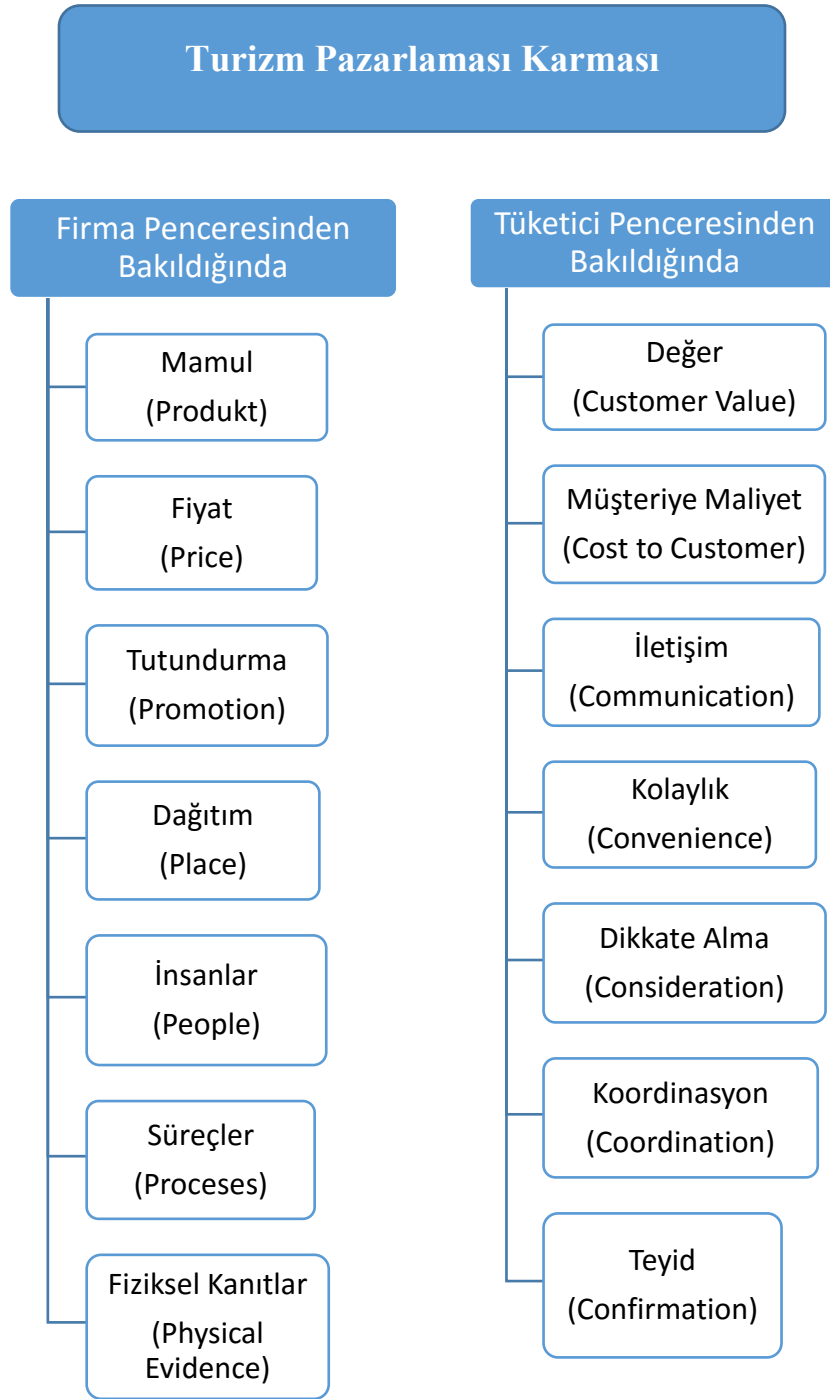 Turizm Pazarlaması Karması
Firma Penceresinden
Bakıldığında
Mamul
(Produkt)
Fiyat
(Price)
Tutundurma
(Promotion)
Dağıtım
(Place)
İnsanlar
(People)
Süreçler
(Proceses)
Fiziksel Kanıtlar
(Physical
Evidence)
Tüketici Penceresinden
Bakıldığında
Değer
(Customer Value)
Müşteriye Maliyet
(Cost to Customer)
İletişim
(Communication)
Kolaylık
(Convenience)
Dikkate Alma
(Consideration)
Koordinasyon
(Coordination)
Teyid
(Confirmation)